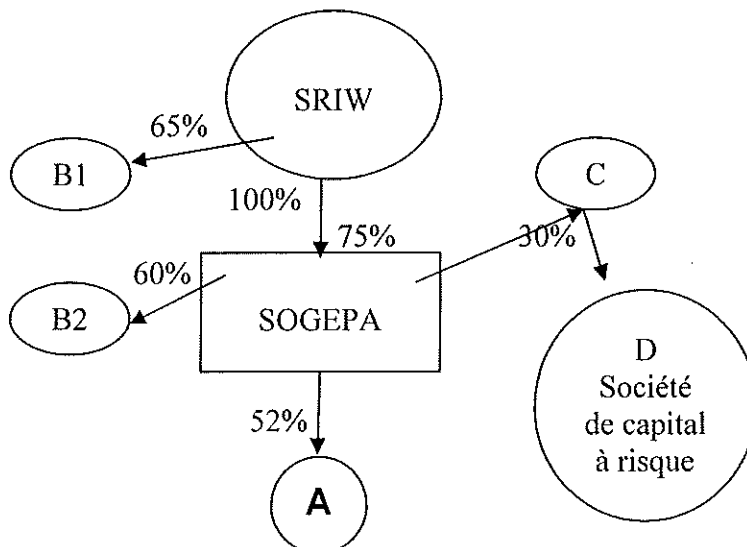 SRIW
65%
B1
C
100%
75%
30%
60%
B2
SOGEPA
D
Société
de capital
à risque
52%
A